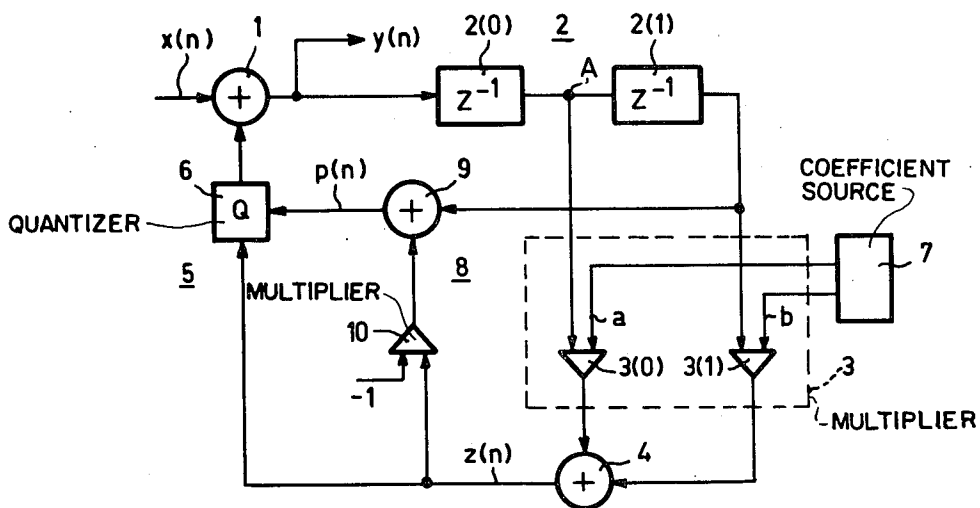 1
x(n)
+
y(n)
2(0)
Z⁻¹
2
A
2(1)
Z⁻¹
6
Q
QUANTIZER
p(n)
9
+
5
8
MULTIPLIER
10
-1
COEFFICIENT
SOURCE
7
a
b
3(0)
3(1)
3
MULTIPLIER
z(n)
4
+